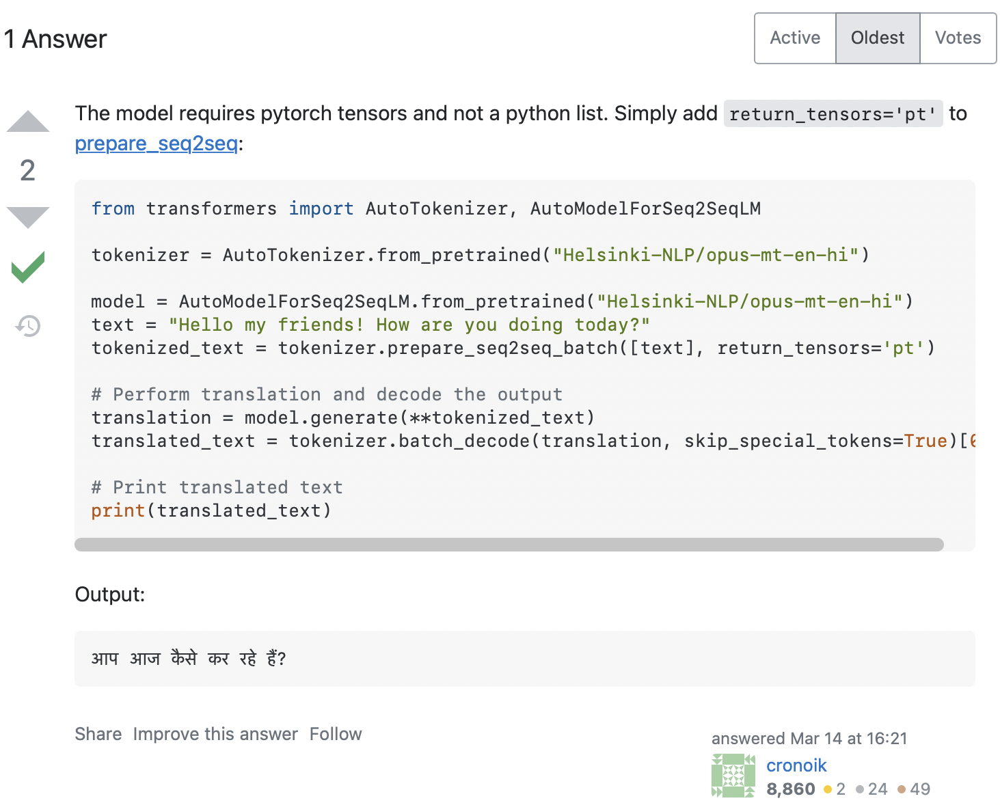 1 Answer
Active Oldest Votes
The model requires pytorch tensors and not a python list. Simply add return_tensors='pt' to
prepare_seq2seq:
2
from transformers import AutoTokenizer, AutoModelForSeq2SeqLM
tokenizer = AutoTokenizer.from_pretrained("Helsinki-NLP/opus-mt-en-hi")
model = AutoModelForSeq2SeqLM.from_pretrained("Helsinki-NLP/opus-mt-en-hi")
text = "Hello my friends! How are you doing today?"
tokenized_text = tokenizer.prepare_seq2seq_batch([text], return_tensors='pt')
# Perform translation and decode the output
translation = model.generate(**tokenized_text)
translated_text = tokenizer.batch_decode(translation, skip_special_tokens=True)[
# Print translated text
print(translated_text)
Output:
आप आज कैसे कर रहे हैं?
Share Improve this answer Follow
answered Mar 14 at 16:21
cronoik
8,860 2 24 49